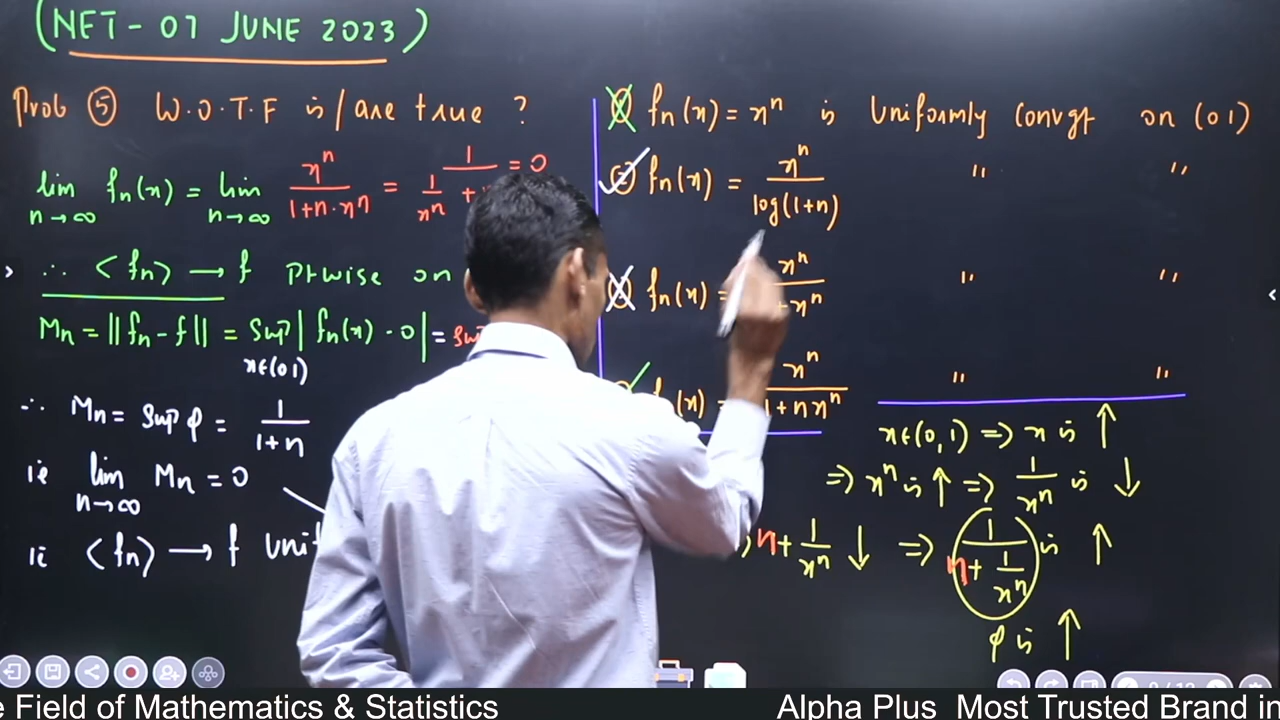 (NET - 07 JUNE 2023)
Prob ⑤ W.O.T.F is/are true ?
lim n→∞ fn(x) = lim n→∞ xⁿ/(1+n·xⁿ) = 1/(1/xⁿ + = 0
∴ <fn> → f Ptwise on
Mn = ||fn - f|| = Sup x∈(0 1) | fn(x) - 0| = Sup
∴ Mn = Sup φ = 1/(1+n)
ie lim n→∞ Mn = 0
ie <fn> → f
fn(x) = xⁿ is Uniformly Convgt on (0 1)
fn(x) = xⁿ/log(1+n) " "
fn(x) = xⁿ/ +xⁿ " "
fn(x) = xⁿ/(1+nxⁿ) " "
x∈(0,1) ⇒ x is ↑
⇒ xⁿ is ↑ ⇒ 1/xⁿ is ↓
n + 1/xⁿ ↓ ⇒ 1/(n + 1/xⁿ) is ↑
φ is ↑
Field of Mathematics & Statistics Alpha Plus Most Trusted Brand in